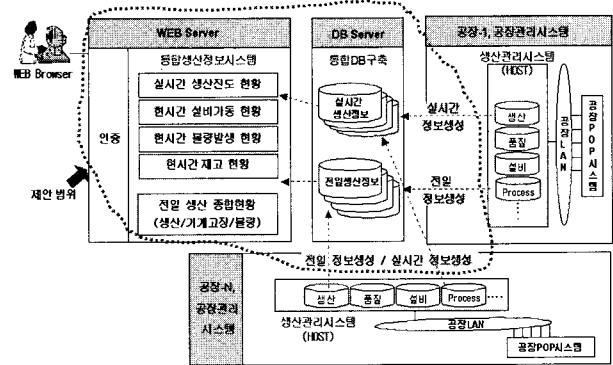 WEB Browser
제안 범위
WEB Server
통합생산정보시스템
인증
실시간 생산진도 현황
현시간 설비가동 현황
현시간 불량발생 현황
현시간 재고 현황
전일 생산 종합현황
(생산/기계고장/불량)
DB Server
통합DB구축
실시간
생산정보
전일생산정보
실시간
정보생성
전일
정보생성
공장-1, 공장관리시스템
생산관리시스템
(HOST)
생산
품질
설비
Process
공장LAN
공장POP시스템
전일 정보생성 / 실시간 정보생성
공장-N,
공장관리
시스템
생산
품질
설비
Process
생산관리시스템
(HOST)
공장LAN
공장POP시스템